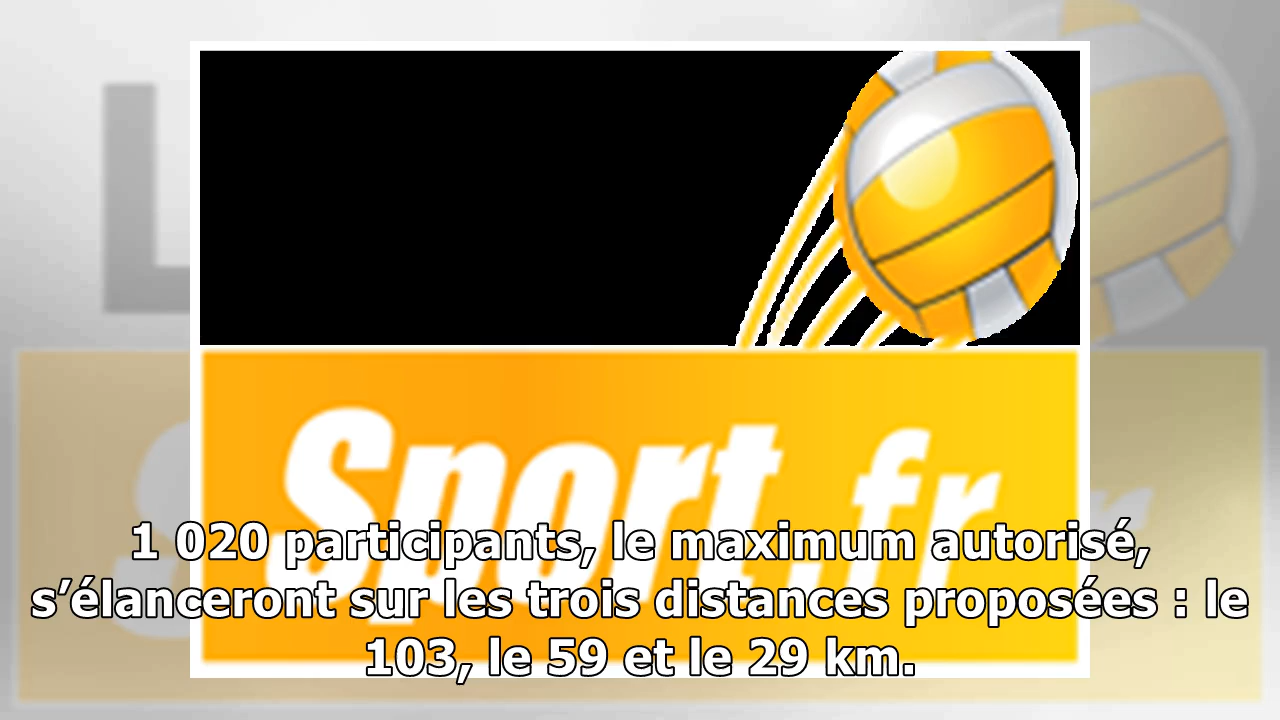 L
Sport.fr
1 020 participants, le maximum autorisé,
s’élanceront sur les trois distances proposées : le
103, le 59 et le 29 km.